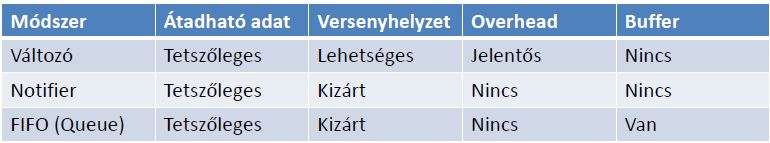 Módszer Átadható adat Versenyhelyzet Overhead Buffer
Változó Tetszőleges Lehetséges Jelentős Nincs
Notifier Tetszőleges Kizárt Nincs Nincs
FIFO (Queue) Tetszőleges Kizárt Nincs Van